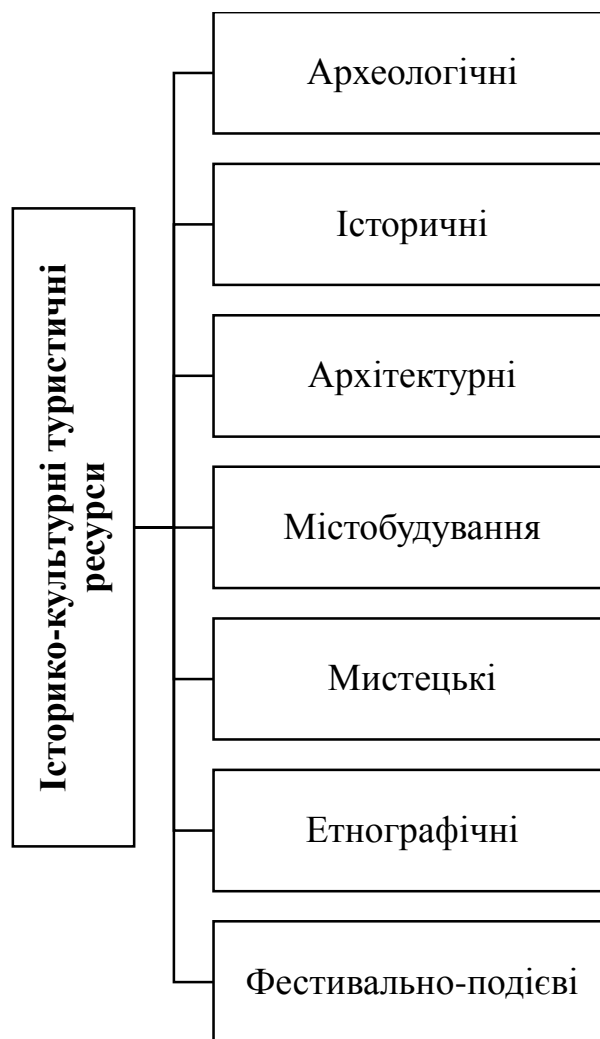 Історико-культурні туристичні
ресурси
Археологічні
Історичні
Архітектурні
Містобудування
Мистецькі
Етнографічні
Фестивально-подієві